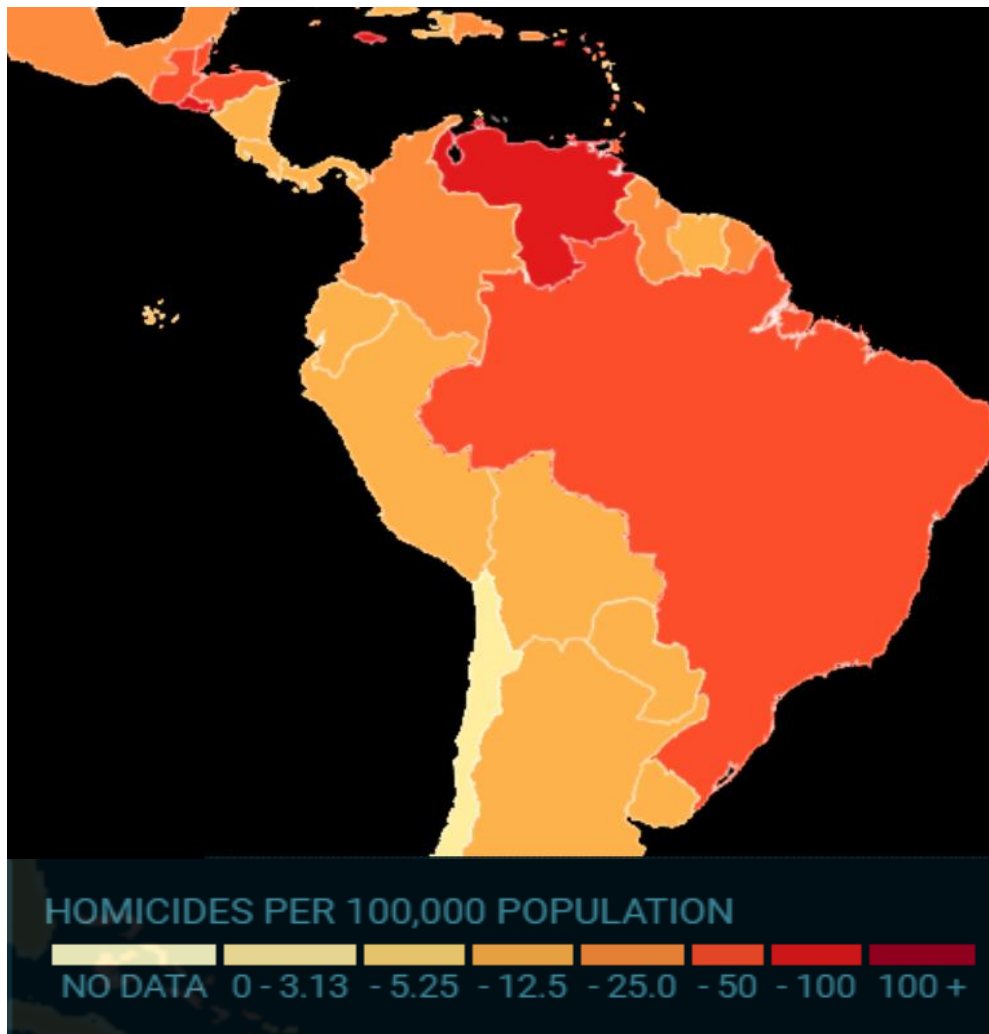 HOMICIDES PER 100,000 POPULATION
NO DATA 0 - 3.13 - 5.25 - 12.5 - 25.0 - 50 - 100 100 +